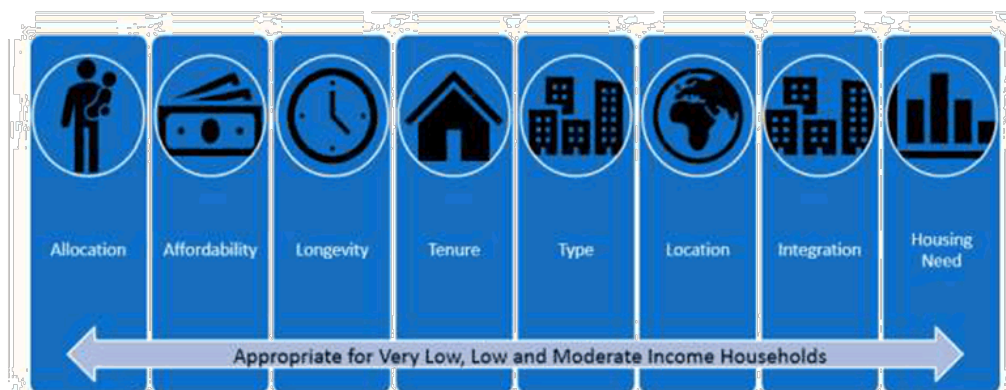 Allocation
Affordability
Longevity
Tenure
Type
Location
Integration
Housing
Need
Appropriate for Very Low, Low and Moderate Income Households